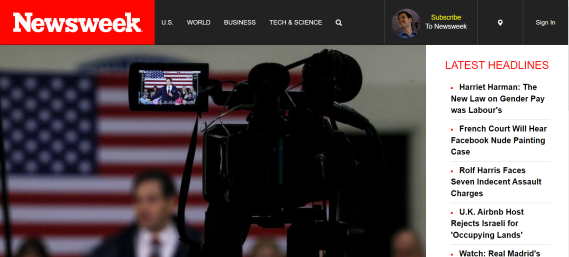 Newsweek
U.S. WORLD BUSINESS TECH & SCIENCE
Subscribe
To Newsweek
Sign In
LATEST HEADLINES
Harriet Harman: The
New Law on Gender Pay
was Labour's
French Court Will Hear
Facebook Nude Painting
Case
Rolf Harris Faces
Seven Indecent Assault
Charges
U.K. Airbnb Host
Rejects Israeli for
'Occupying Lands'
Watch: Real Madrid's